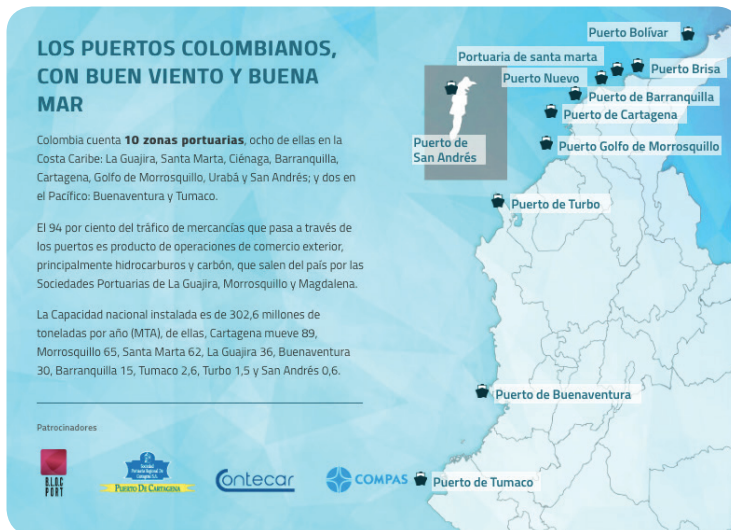 LOS PUERTOS COLOMBIANOS,
CON BUEN VIENTO Y BUENA
MAR
Colombia cuenta 10 zonas portuarias, ocho de ellas en la
Costa Caribe: La Guajira, Santa Marta, Ciénaga, Barranquilla,
Cartagena, Golfo de Morrosquillo, Urabá y San Andrés; y dos en
el Pacífico: Buenaventura y Tumaco.
El 94 por ciento del tráfico de mercancías que pasa a través de
los puertos es producto de operaciones de comercio exterior,
principalmente hidrocarburos y carbón, que salen del país por las
Sociedades Portuarias de La Guajira, Morrosquillo y Magdalena.
La Capacidad nacional instalada es de 302,6 millones de
toneladas por año (MTA), de ellas, Cartagena mueve 89,
Morrosquillo 65, Santa Marta 62, La Guajira 36, Buenaventura
30, Barranquilla 15, Tumaco 2,6, Turbo 1,5 y San Andrés 0,6.
Patrocinadores
BLOC
PORT
Sociedad
Portuaria Regional De
Cartagena S.A.
PUERTO DE CARTAGENA
Contecar
COMPAS
Puerto Bolívar
Portuaria de santa marta
Puerto Brisa
Puerto Nuevo
Puerto de Barranquilla
Puerto de Cartagena
Puerto Golfo de Morrosquillo
Puerto de
San Andrés
Puerto de Turbo
Puerto de Buenaventura
Puerto de Tumaco